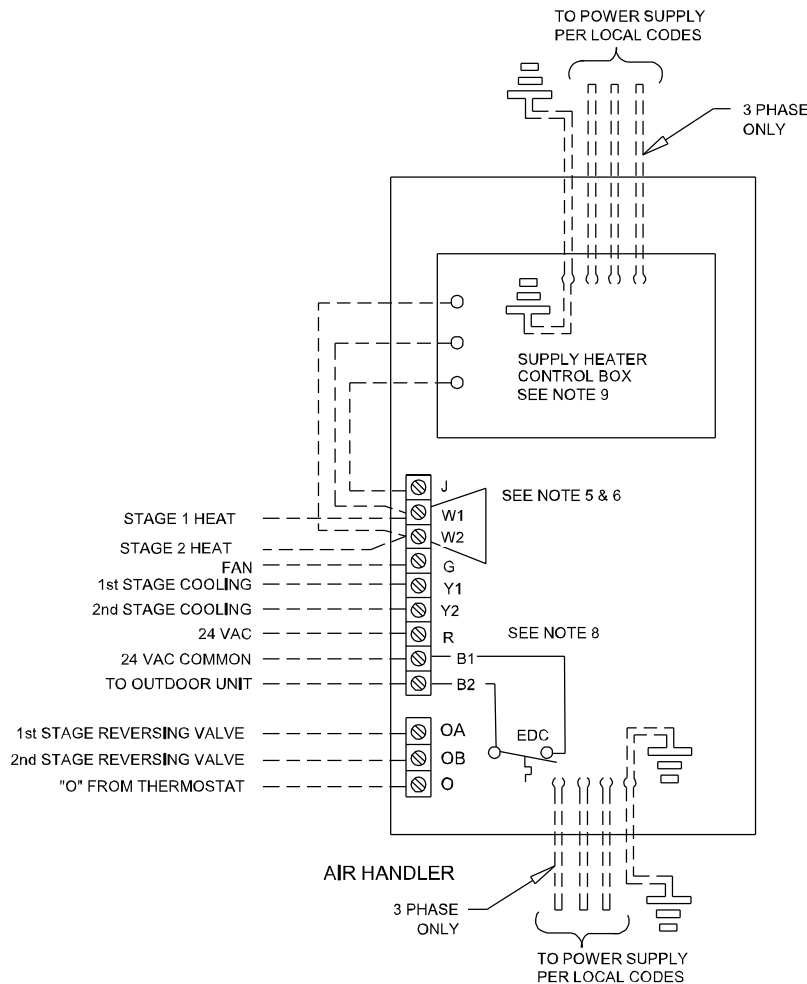 TO POWER SUPPLY
PER LOCAL CODES
3 PHASE
ONLY
SUPPLY HEATER
CONTROL BOX
SEE NOTE 9
J
SEE NOTE 5 & 6
STAGE 1 HEAT
W1
STAGE 2 HEAT
W2
FAN
G
1st STAGE COOLING
Y1
2nd STAGE COOLING
Y2
24 VAC
R
SEE NOTE 8
24 VAC COMMON
B1
TO OUTDOOR UNIT
B2
1st STAGE REVERSING VALVE
OA
EDC
2nd STAGE REVERSING VALVE
OB
"O" FROM THERMOSTAT
O
AIR HANDLER
3 PHASE
ONLY
TO POWER SUPPLY
PER LOCAL CODES